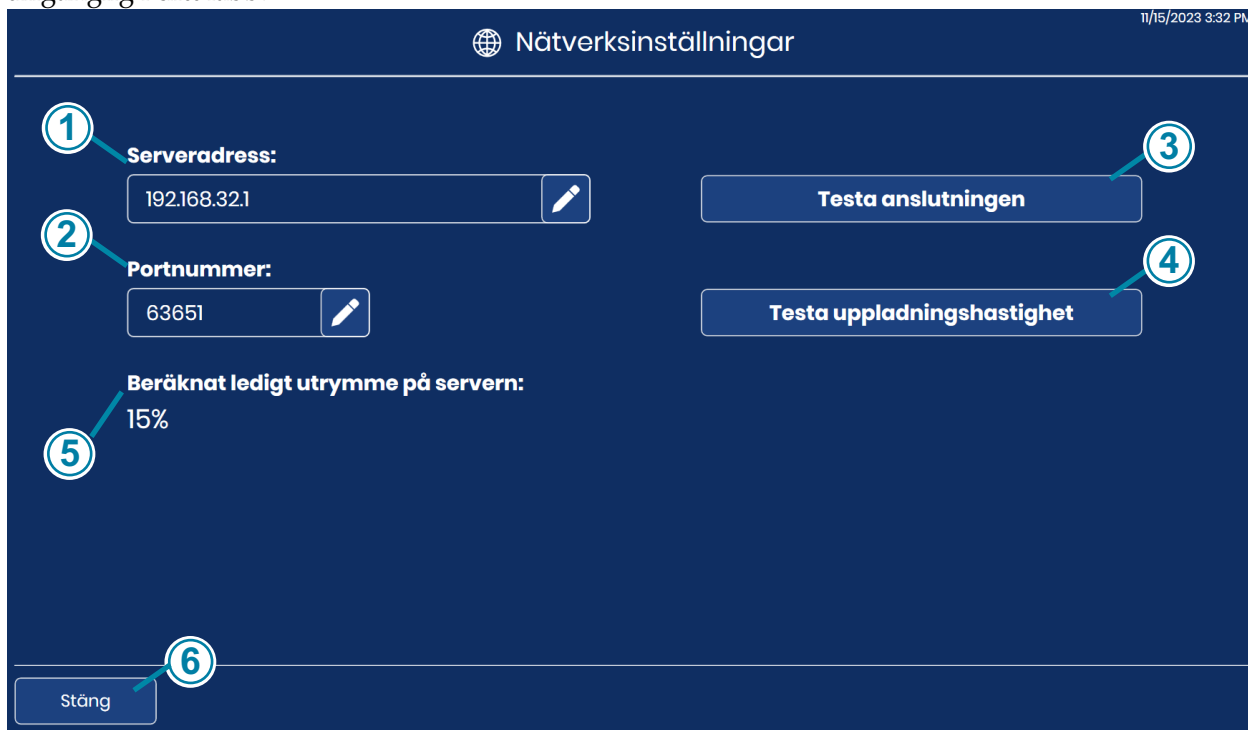 11/15/2023 3:32 PM
Nätverksinställningar
1
Serveradress:
192.168.32.1
2
Portnummer:
63651
3
Testa anslutningen
4
Testa uppladningshastighet
Beräknat ledigt utrymme på servern:
15%
5
6
Stäng